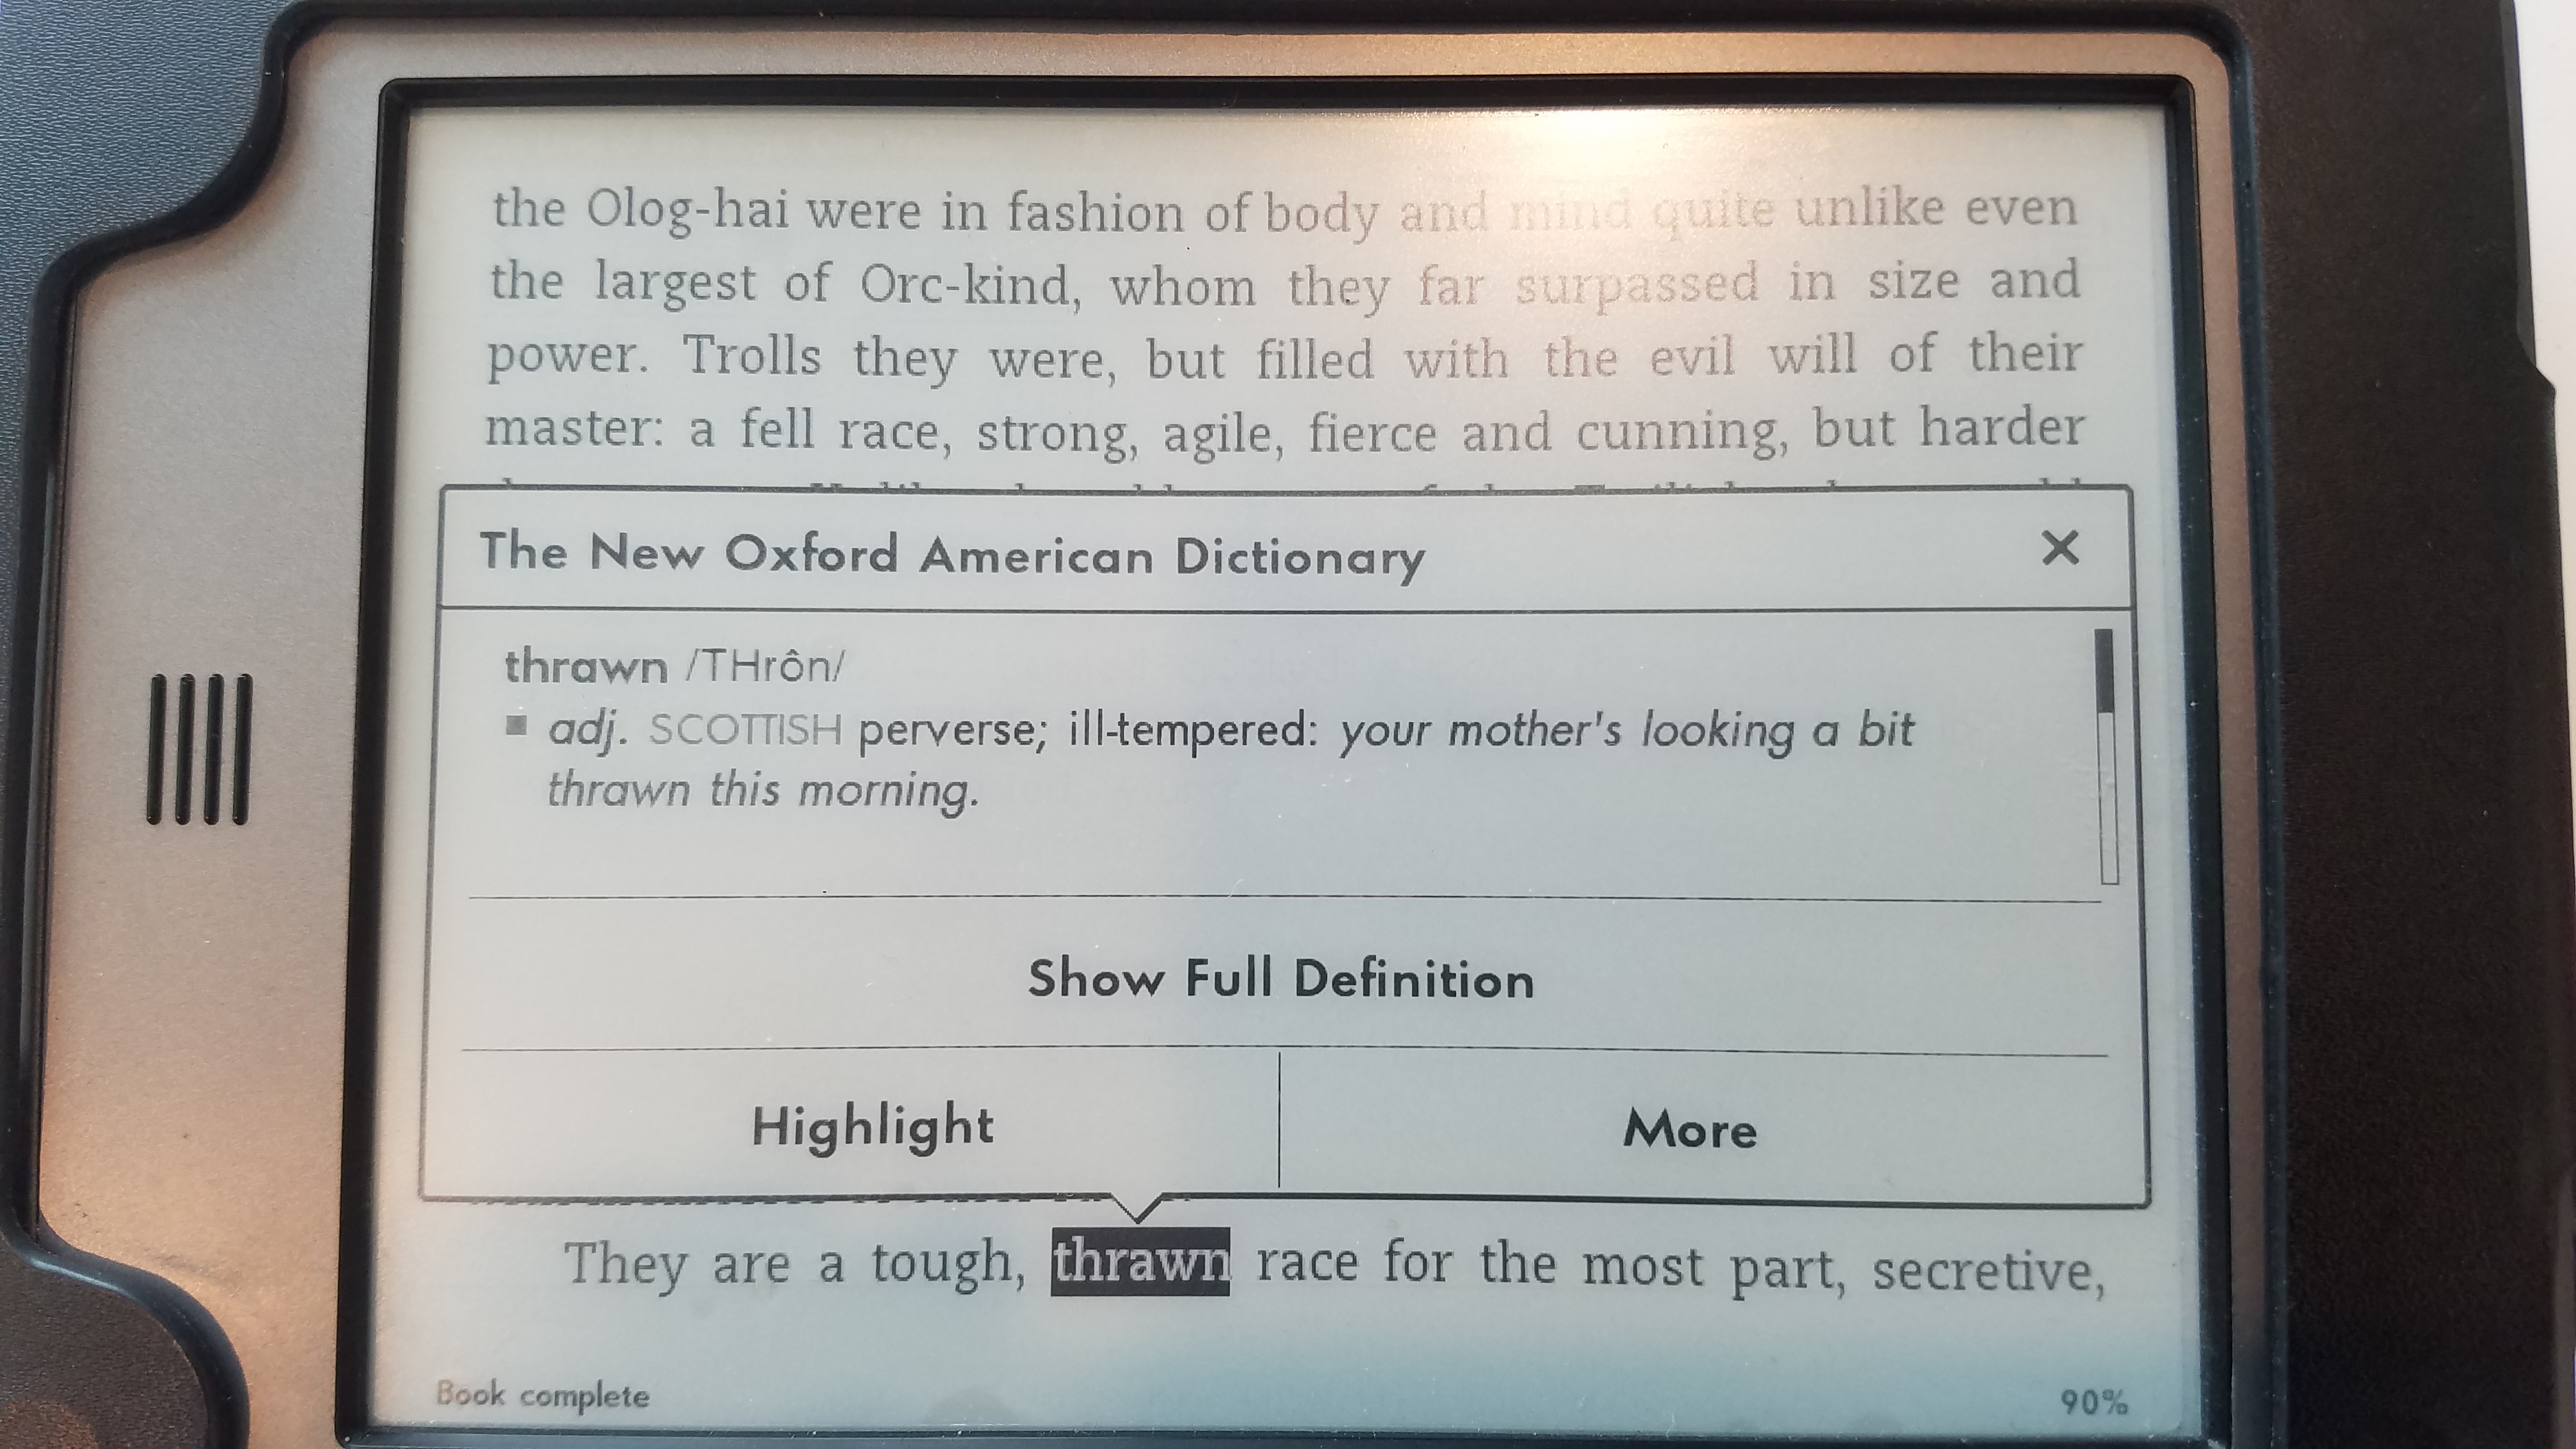 the Olog-hai were in fashion of body and mind quite unlike even
the largest of Orc-kind, whom they far surpassed in size and
power. Trolls they were, but filled with the evil will of their
master: a fell race, strong, agile, fierce and cunning, but harder
The New Oxford American Dictionary ×
thrawn /THrôn/
▪ adj. SCOTTISH perverse; ill-tempered: your mother's looking a bit
thrawn this morning.
Show Full Definition
Highlight More
They are a tough, thrawn race for the most part, secretive,
Book complete 90%